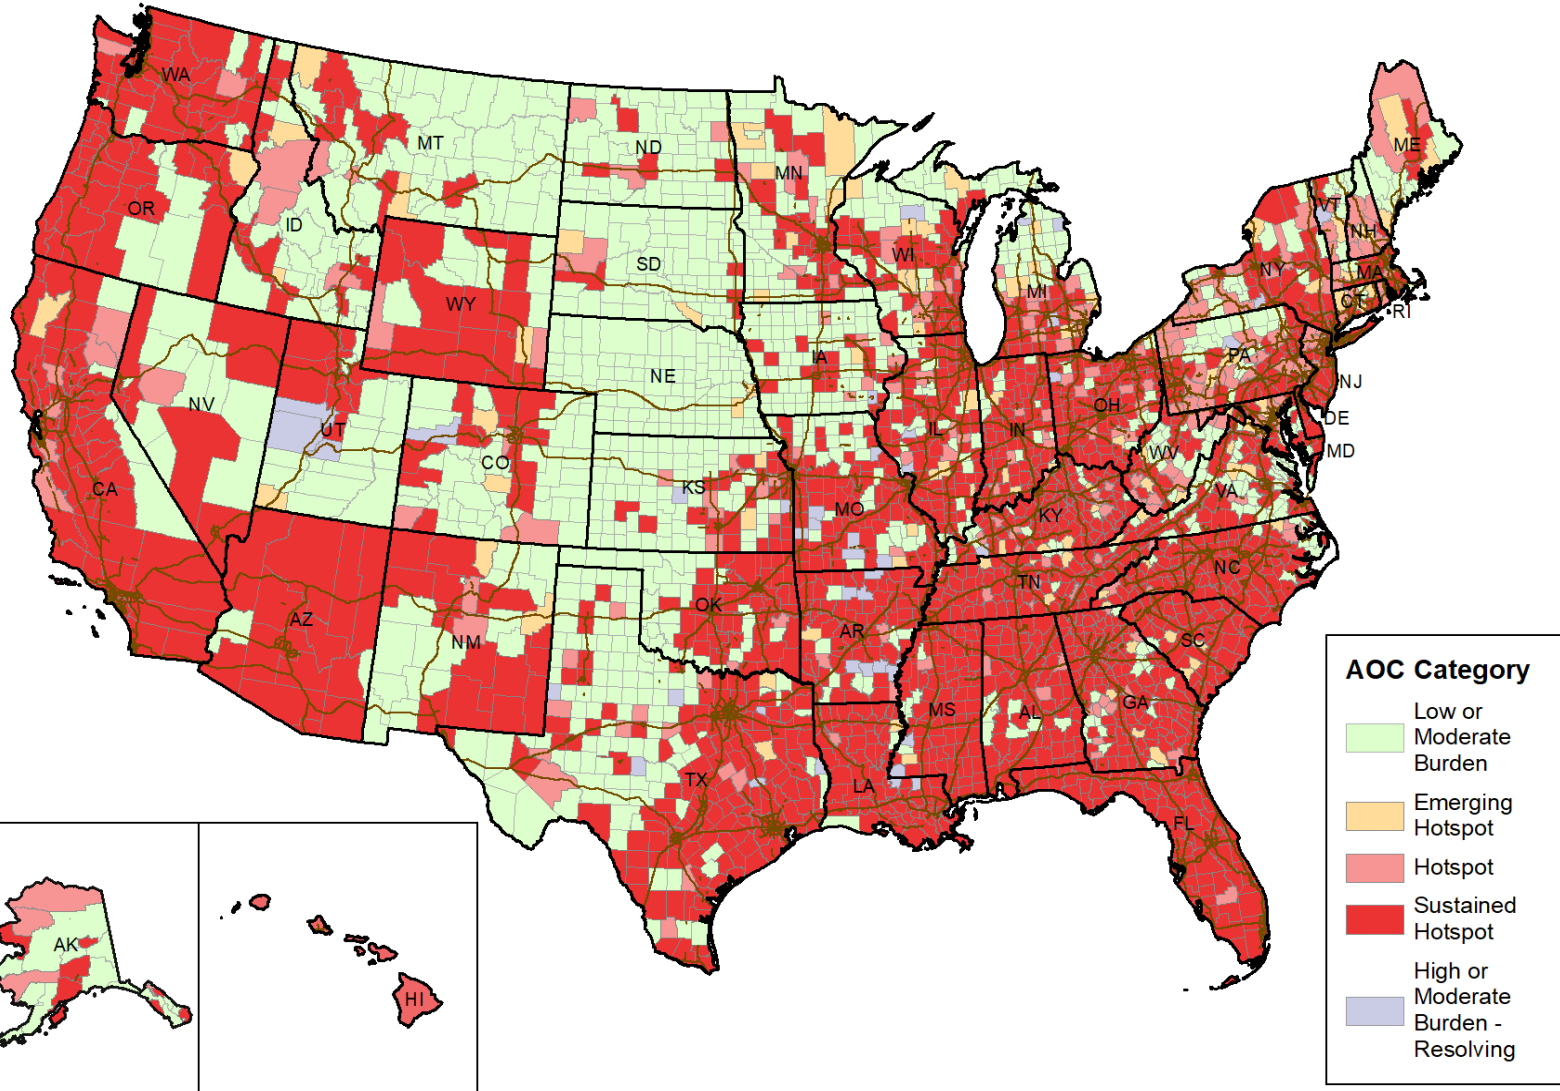 WA
MT
ND
MN
ME
OR
ID
SD
WI
VT
NH
NY
MA
MI
CT
RI
WY
IA
PA
NE
NJ
NV
UT
CO
IL
IN
OH
DE
WV
MD
CA
KS
MO
VA
KY
NC
AZ
NM
OK
TN
AR
SC
MS
AL
GA
TX
LA
FL
AK
HI
AOC Category
Low or
Moderate
Burden
Emerging
Hotspot
Hotspot
Sustained
Hotspot
High or
Moderate
Burden -
Resolving